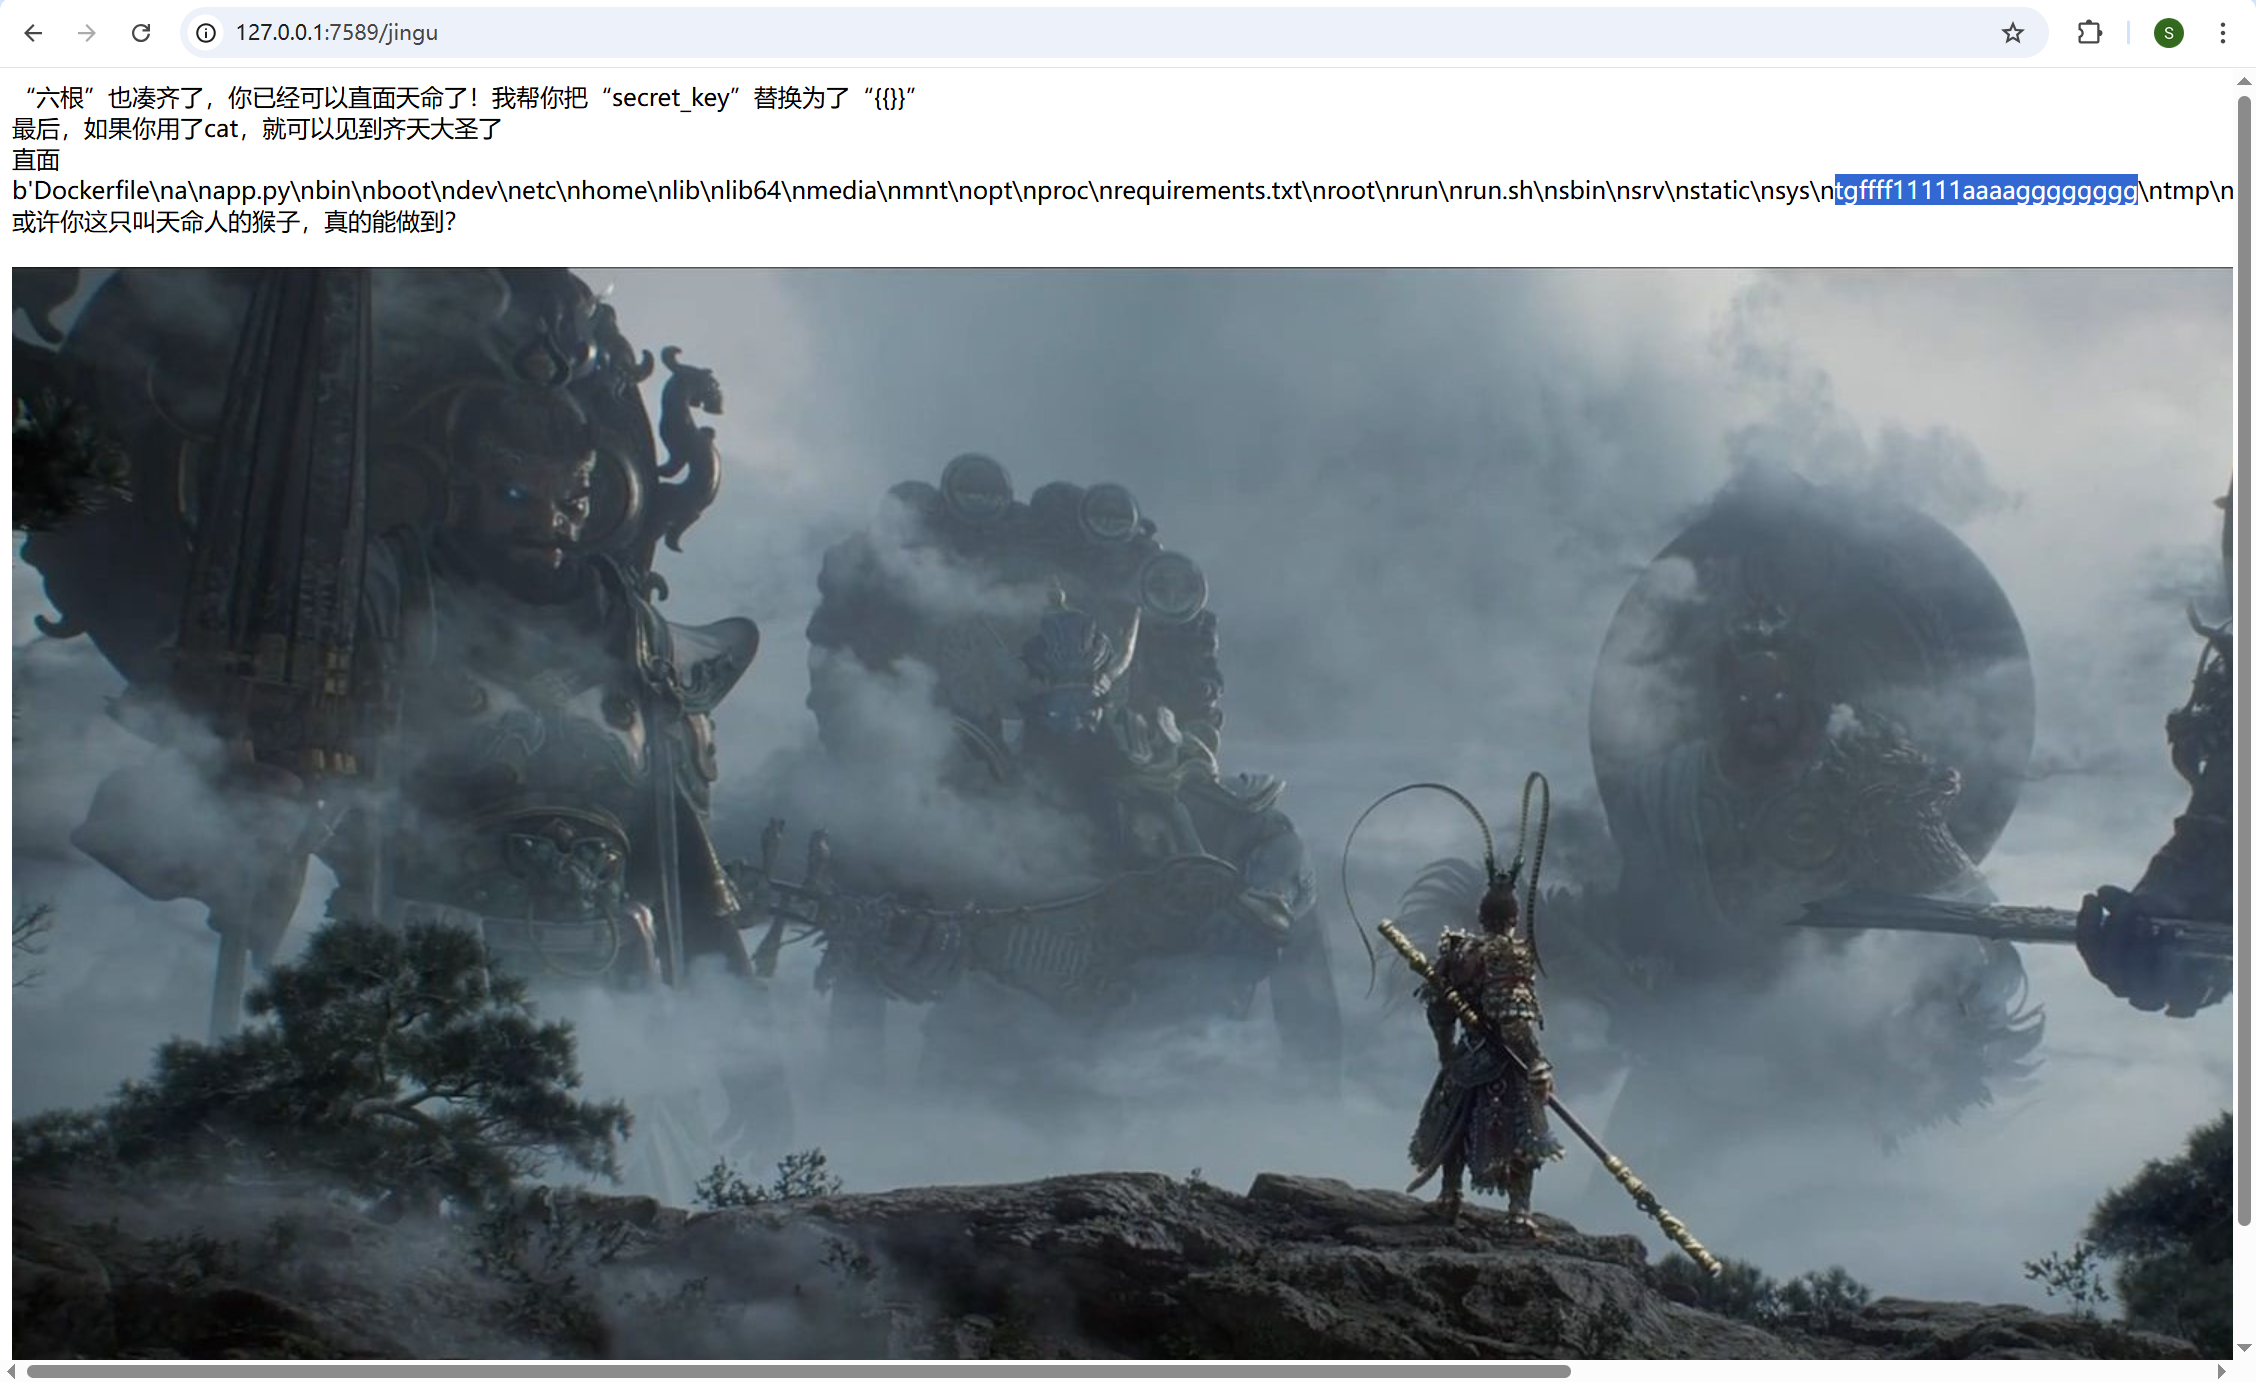 127.0.0.1:7589/jingu
S
“六根”也凑齐了，你已经可以直面天命了！我帮你把“secret_key”替换为了“{{}}”
最后，如果你用了cat，就可以见到齐天大圣了
直面
b'Dockerfile\na\napp.py\nbin\nboot\ndev\netc\nhome\nlib\nlib64\nmedia\nmnt\nopt\nproc\nrequirements.txt\nroot\nrun\nrun.sh\nsbin\nsrv\nstatic\nsys\ntgffff11111aaaagggggggg\ntmp\n
或许你这只叫天命人的猴子，真的能做到？